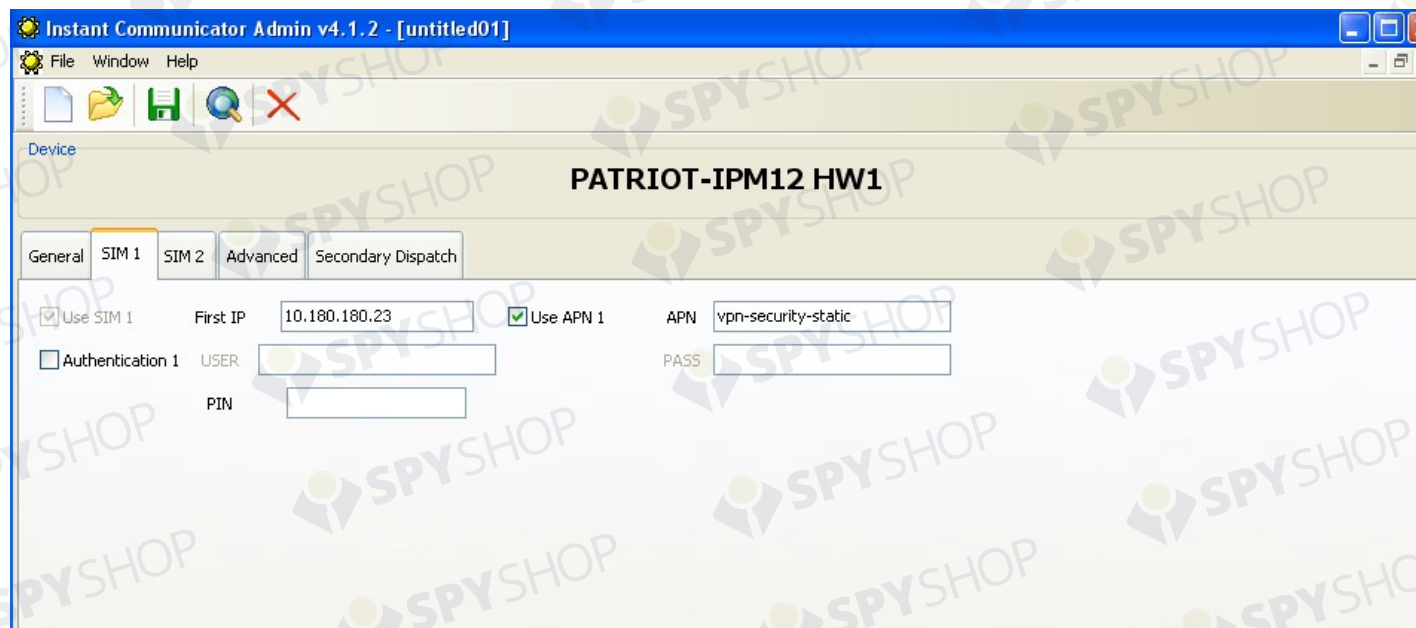 Instant Communicator Admin v4.1.2 - [untitled01]
File Window Help
Device
PATRIOT-IPM12 HW1
General SIM 1 SIM 2 Advanced Secondary Dispatch
Use SIM 1 First IP 10.180.180.23 Use APN 1 APN vpn-security-static
Authentication 1 USER PASS
PIN
SPYSHOP